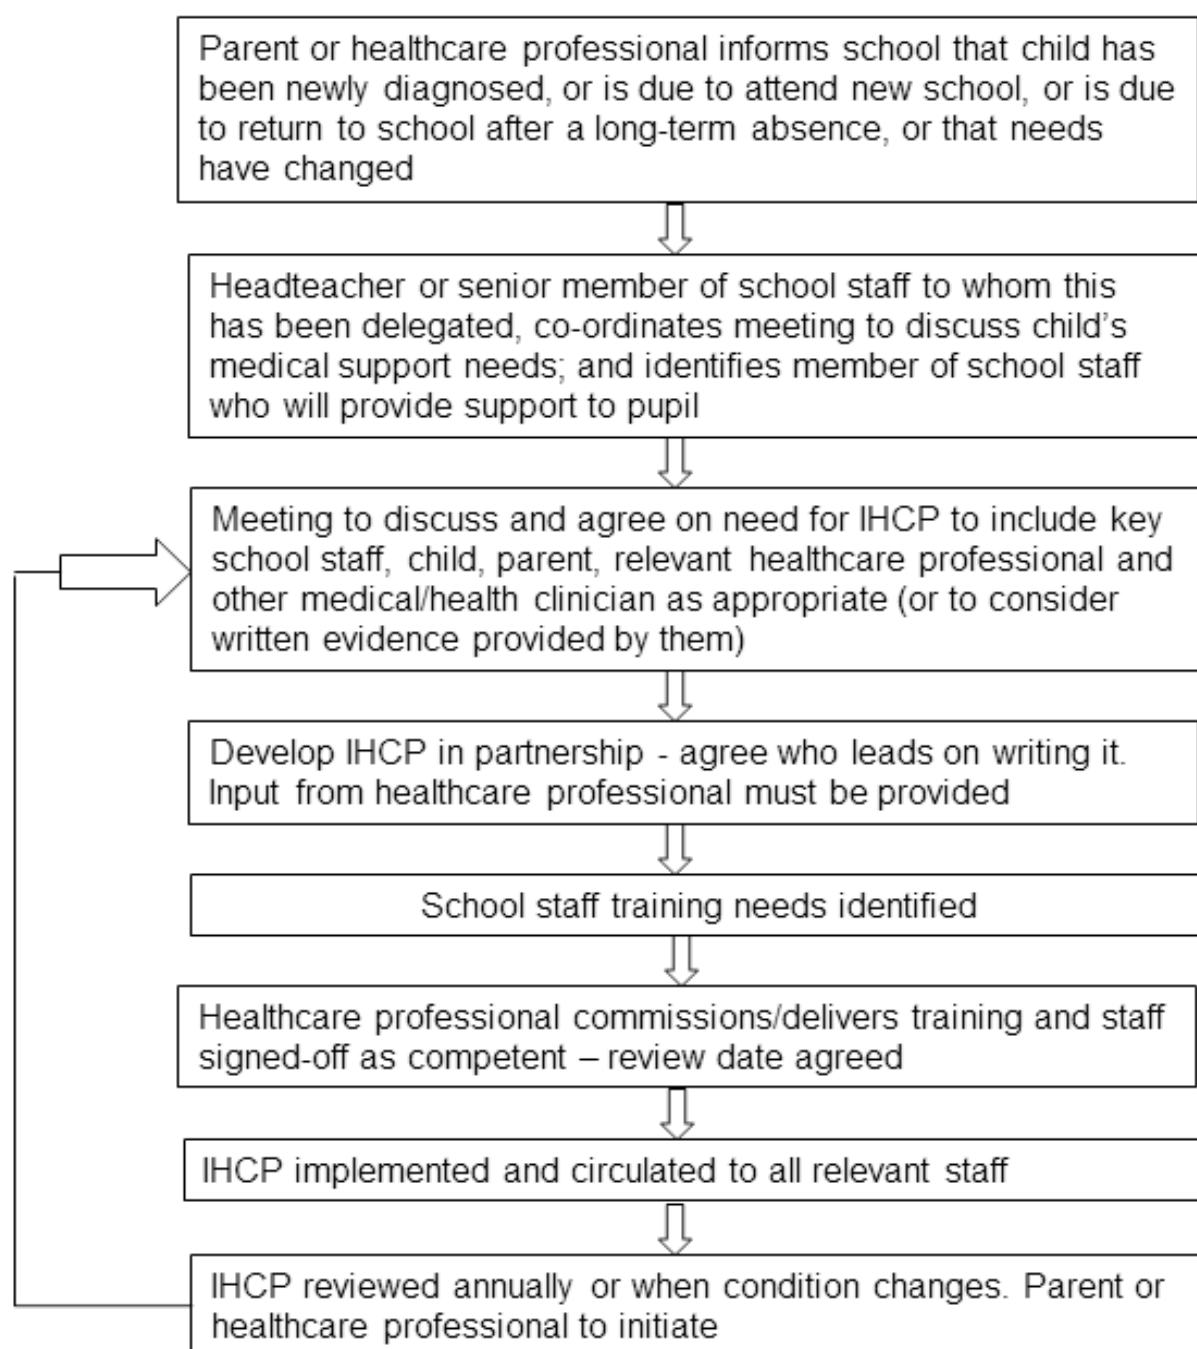 Parent or healthcare professional informs school that child has
been newly diagnosed, or is due to attend new school, or is due
to return to school after a long-term absence, or that needs
have changed
Headteacher or senior member of school staff to whom this
has been delegated, co-ordinates meeting to discuss child’s
medical support needs; and identifies member of school staff
who will provide support to pupil
Meeting to discuss and agree on need for IHCP to include key
school staff, child, parent, relevant healthcare professional and
other medical/health clinician as appropriate (or to consider
written evidence provided by them)
Develop IHCP in partnership - agree who leads on writing it.
Input from healthcare professional must be provided
School staff training needs identified
Healthcare professional commissions/delivers training and staff
signed-off as competent – review date agreed
IHCP implemented and circulated to all relevant staff
IHCP reviewed annually or when condition changes. Parent or
healthcare professional to initiate